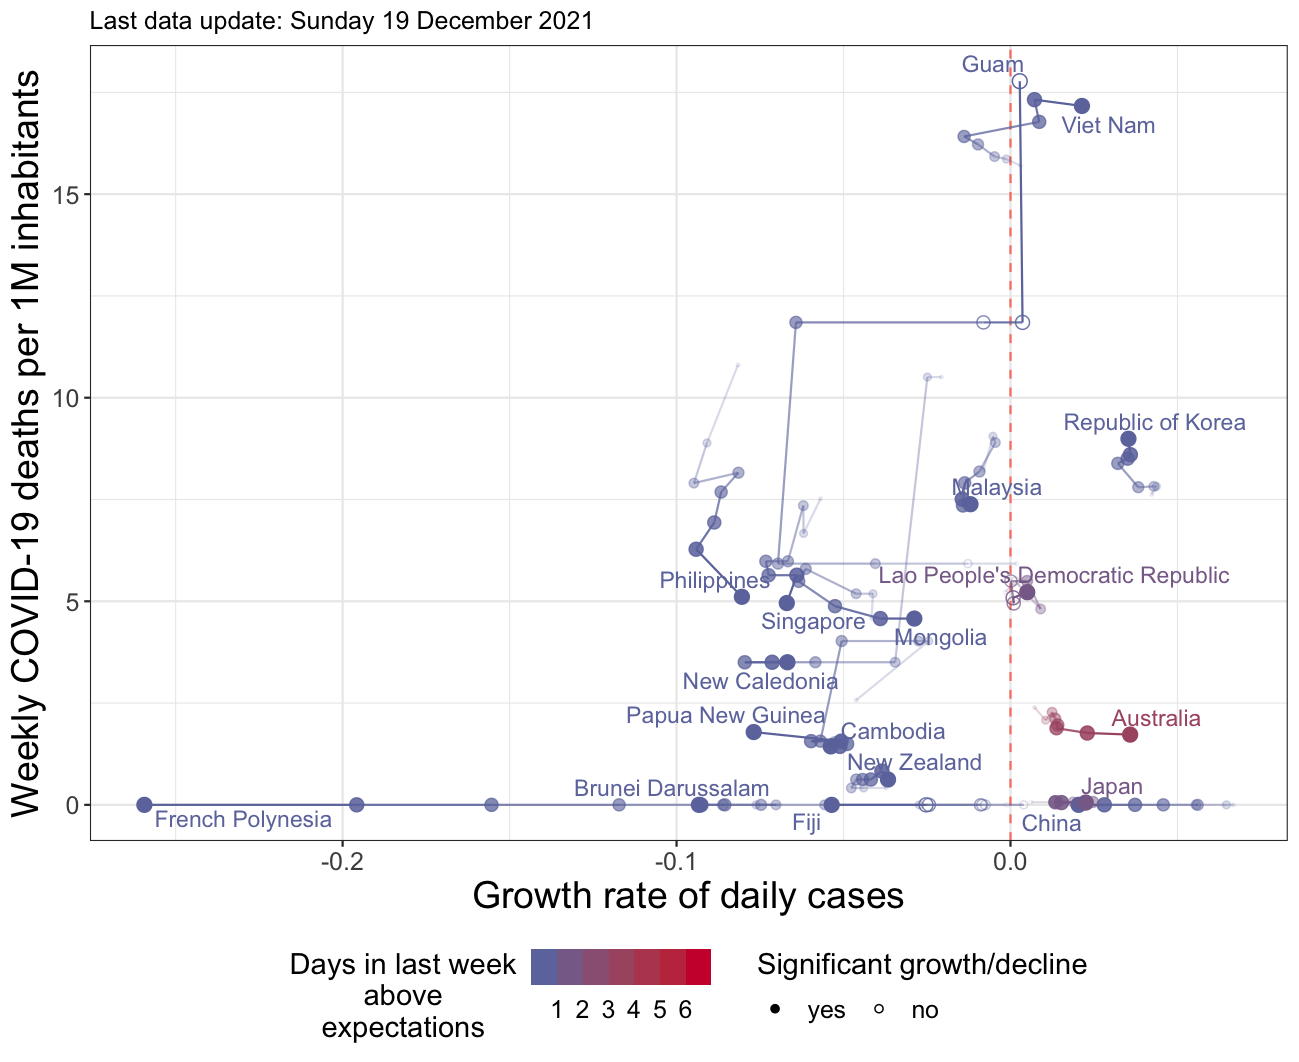 Last data update: Sunday 19 December 2021
Weekly COVID-19 deaths per 1M inhabitants
15
10
5
0
Guam
Viet Nam
Republic of Korea
Malaysia
Lao People's Democratic Republic
Philippines
Singapore
Mongolia
New Caledonia
Papua New Guinea
Australia
Cambodia
New Zealand
Brunei Darussalam
Japan
French Polynesia
Fiji
China
-0.2
-0.1
0.0
Growth rate of daily cases
Days in last week
above
expectations
1 2 3 4 5 6
Significant growth/decline
yes
no